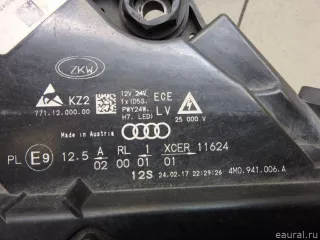 ZKW
KZ2
12V 24V ECE
1x(D5S,
PWY24W, LV
H7, LED)
771.12.000.00
25 000 V
Made in Austria
PL E9 12.5 A RL 1 XCER 11624
02 00 01 01
12S 24.02.17 22:29:26 4M0.941.006.A
eaural.ru